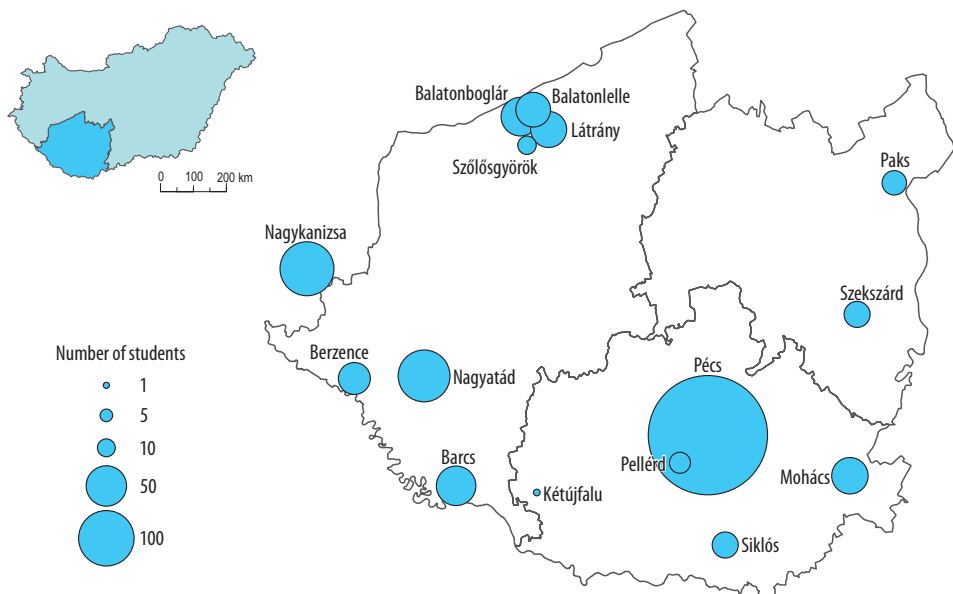 0 100 200 km
Balatonboglár
Balatonlelle
Látrány
Szőlősgyörök
Paks
Nagykanizsa
Szekszárd
Number of students
1
5
10
50
100
Berzence
Nagyatád
Pécs
Pellérd
Barcs
Kétújfalu
Mohács
Siklós